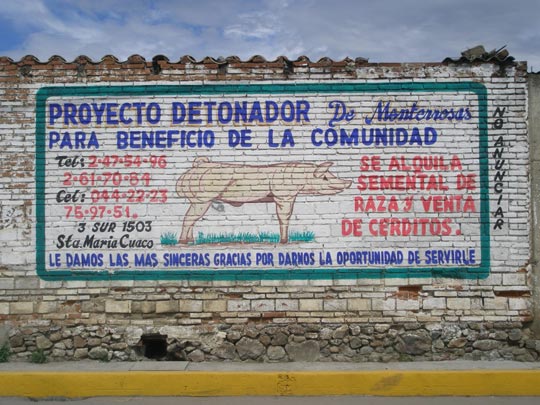 PROYECTO DETONADOR De Monterrosas
PARA BENEFICIO DE LA COMUNIDAD
Tel: 2-47-54-96
2-61-70-84
Cel: 044-22-23
75-97-51.
3 SUR 1503
Sta. María Cuaco
SE ALQUILA
SEMENTAL DE
RAZA Y VENTA
DE CERDITOS.
LE DAMOS LAS MAS SINCERAS GRACIAS POR DARNOS LA OPORTUNIDAD DE SERVIRLE
NO ANUNCIAR